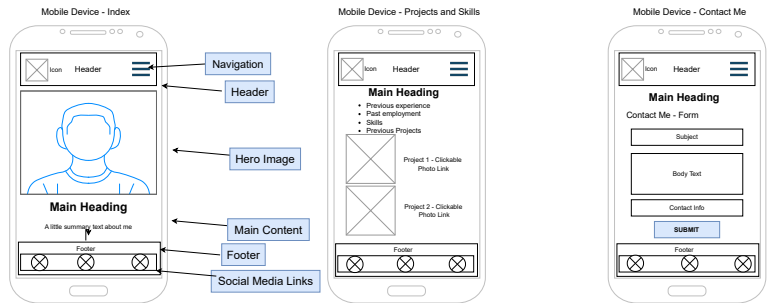 Mobile Device - Index
Icon
Header
Main Heading
A little summary text about me
Footer
Navigation
Header
Hero Image
Main Content
Footer
Social Media Links
Mobile Device - Projects and Skills
Icon
Header
Main Heading
• Previous experience
• Past employment
• Skills
• Previous Projects
Project 1 - Clickable
Photo Link
Project 2 - Clickable
Photo Link
Footer
Mobile Device - Contact Me
Icon
Header
Main Heading
Contact Me - Form
Subject
Body Text
Contact Info
SUBMIT
Footer